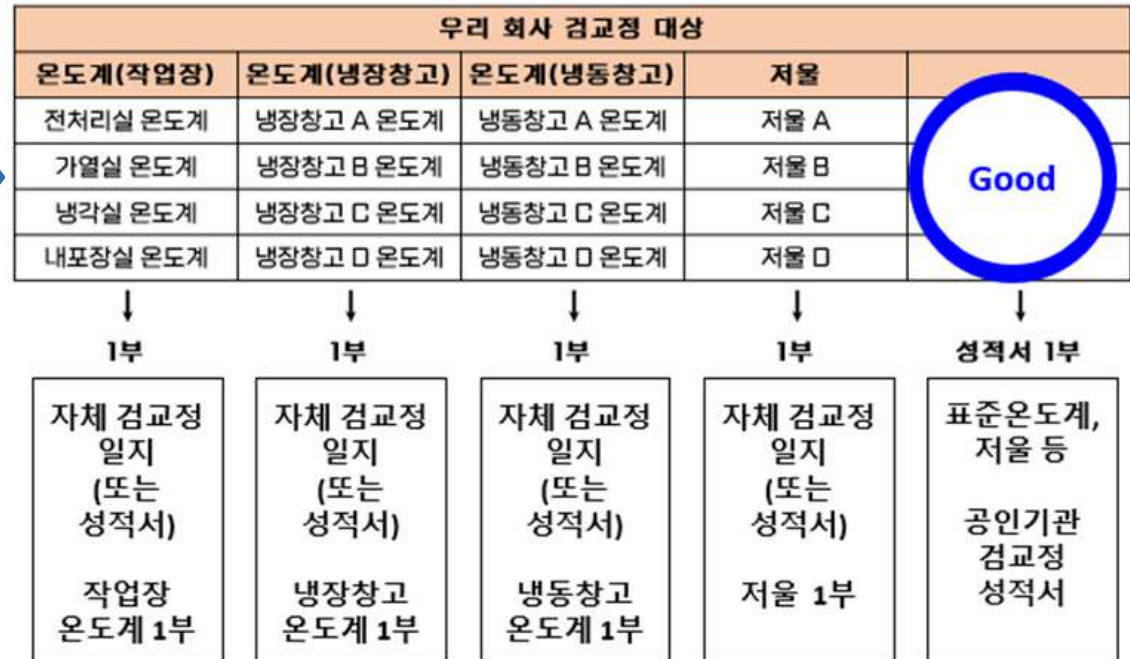 우리 회사 검교정 대상
온도계(작업장) 온도계(냉장창고) 온도계(냉동창고) 저울
전처리실 온도계 냉장창고 A 온도계 냉동창고 A 온도계 저울 A
가열실 온도계 냉장창고 B 온도계 냉동창고 B 온도계 저울 B
Good
냉각실 온도계 냉장창고 C 온도계 냉동창고 C 온도계 저울 C
내포장실 온도계 냉장창고 D 온도계 냉동창고 D 온도계 저울 D
↓ ↓ ↓ ↓ ↓
1부 1부 1부 1부 성적서 1부
자체 검교정
일지
(또는
성적서)
작업장
온도계 1부
자체 검교정
일지
(또는
성적서)
냉장창고
온도계 1부
자체 검교정
일지
(또는
성적서)
냉동창고
온도계 1부
자체 검교정
일지
(또는
성적서)
저울 1부
표준온도계,
저울 등
공인기관
검교정
성적서